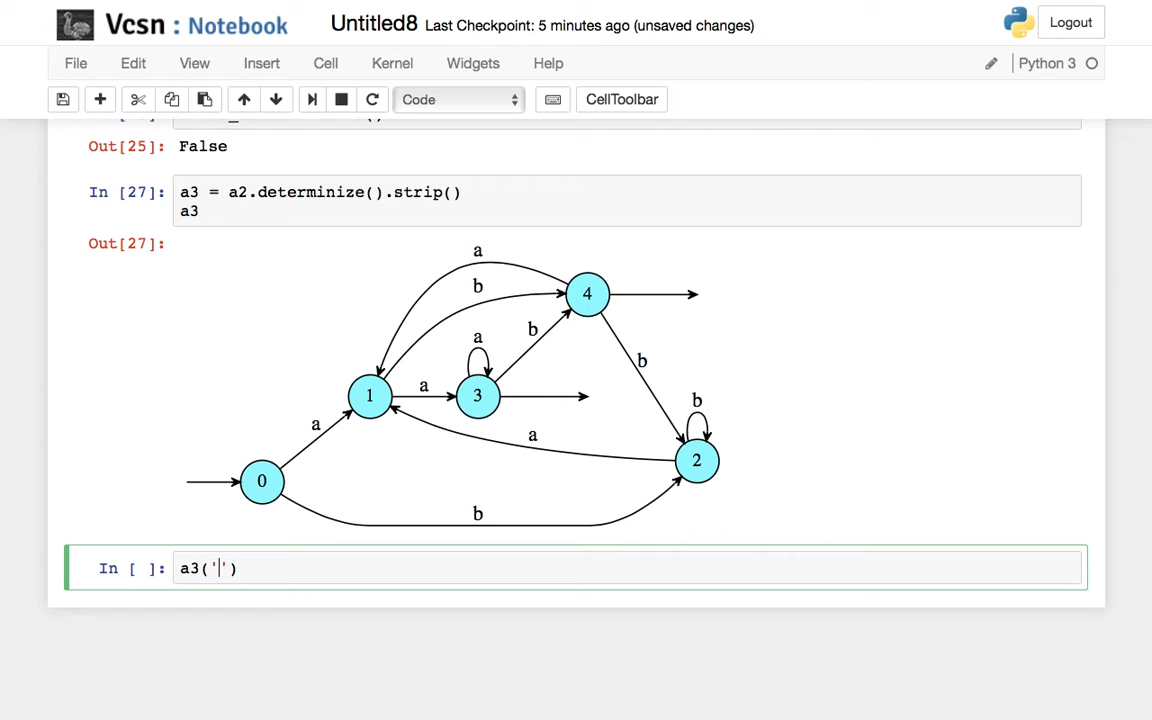 Vcsn : Notebook Untitled8 Last Checkpoint: 5 minutes ago (unsaved changes) Logout
File Edit View Insert Cell Kernel Widgets Help Python 3
Code CellToolbar
Out[25]: False
In [27]: a3 = a2.determinize().strip()
a3
Out[27]:
a
b
4
a
b
b
1
a
3
b
a
a
2
0
b
In [ ]: a3('')